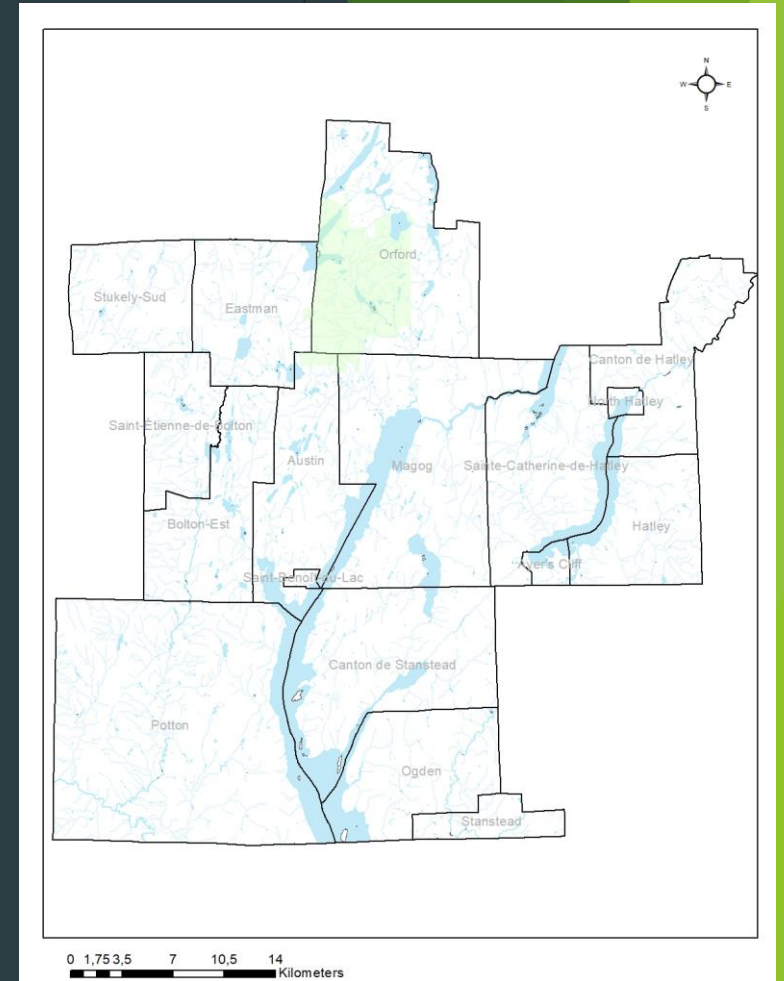 N
W E
S
Orford
Stukely-Sud
Eastman
Canton de Hatley
North Hatley
Saint-Étienne-de-Bolton
Austin
Magog
Sainte-Catherine-de-Hatley
Bolton-Est
Hatley
Ayer's Cliff
Saint-Benoît-du-Lac
Canton de Stanstead
Potton
Ogden
Stanstead
0 1,75 3,5 7 10,5 14
Kilometers